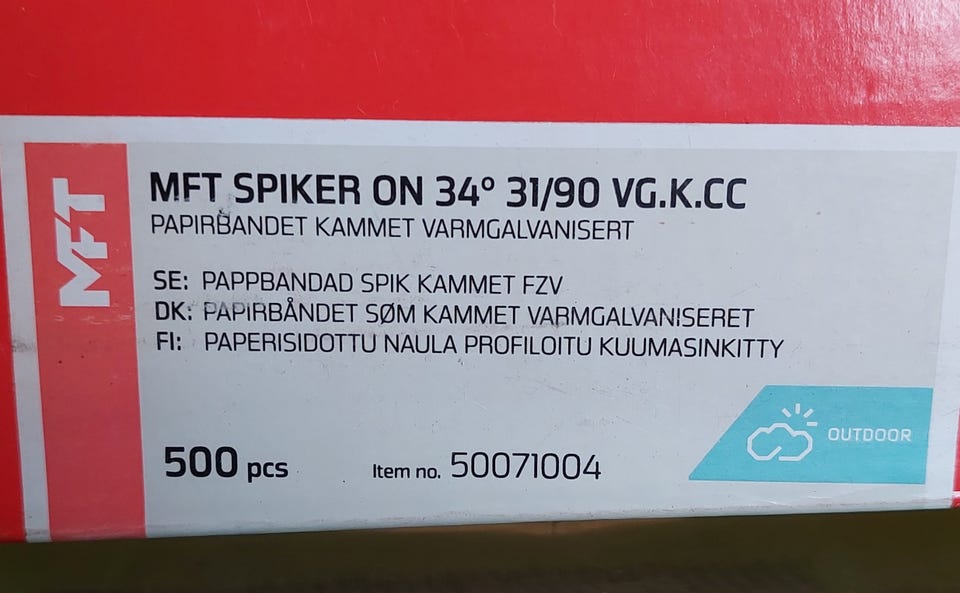 MFT
MFT SPIKER ON 34° 31/90 VG.K.CC
PAPIRBANDET KAMMET VARMGALVANISERT
SE: PAPPBANDAD SPIK KAMMET FZV
DK: PAPIRBÅNDET SØM KAMMET VARMGALVANISERET
FI: PAPERISIDOTTU NAULA PROFILOITU KUUMASINKITTY
OUTDOOR
500 pcs Item no. 50071004